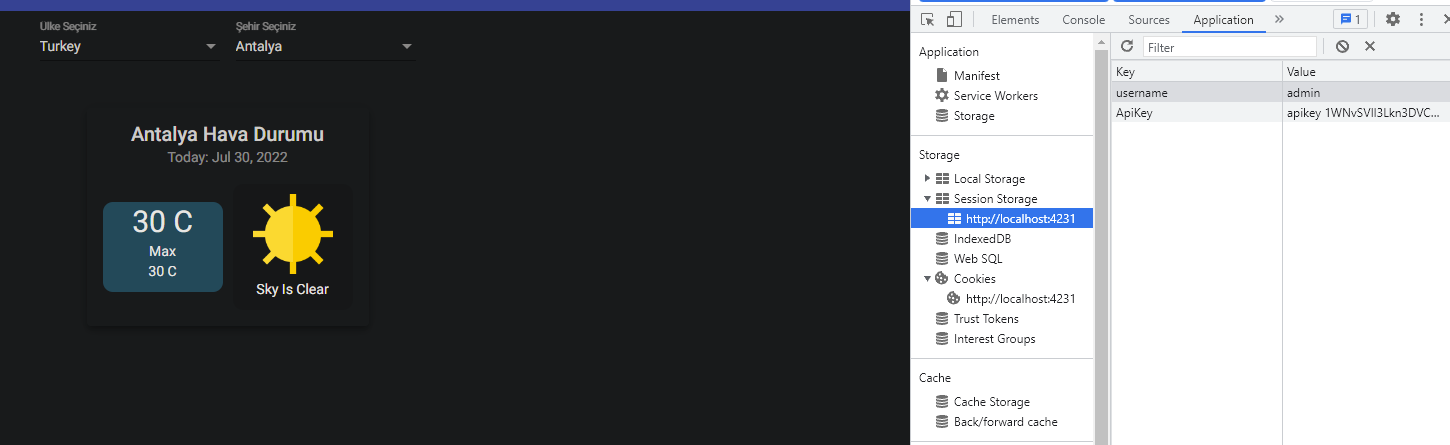 Ülke Seçiniz
Turkey
Şehir Seçiniz
Antalya
Antalya Hava Durumu
Today: Jul 30, 2022
30 C
Max
30 C
Sky Is Clear
Elements Console Sources Application » 1
Application
Manifest
Service Workers
Storage
Storage
Local Storage
Session Storage
http://localhost:4231
IndexedDB
Web SQL
Cookies
http://localhost:4231
Trust Tokens
Interest Groups
Cache
Cache Storage
Back/forward cache
Filter
Key Value
username admin
ApiKey apikey 1WNvSVII3Lkn3DVC...